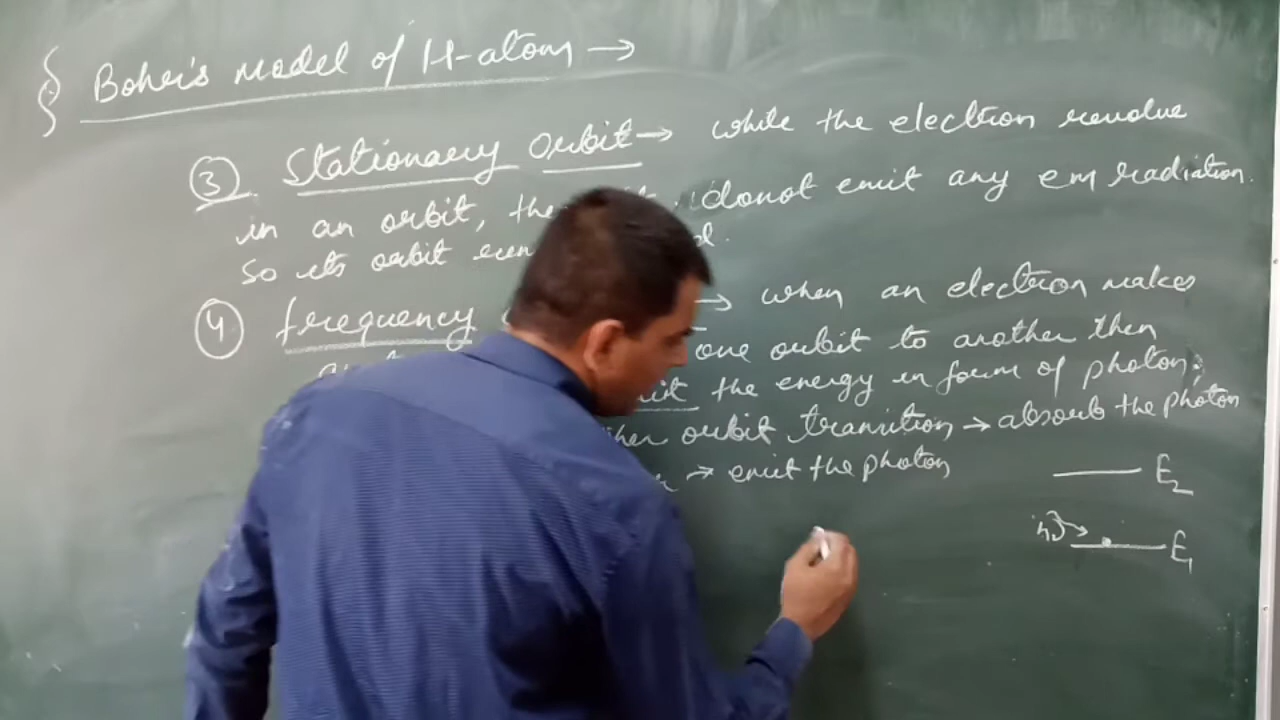 Boher's model of H-atom →
③ Stationary orbit → while the electron revolve
in an orbit, the donot emit any em radiation.
so its orbit
④ frequency → when an electron makes
one orbit to another then
the energy in form of photon.
orbit transition → absorb the photon
→ emit the photon
E2
E1